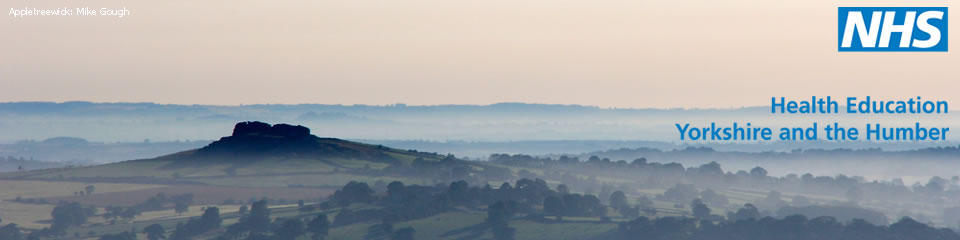 Appletreewick: Mike Gough
NHS
Health Education
Yorkshire and the Humber